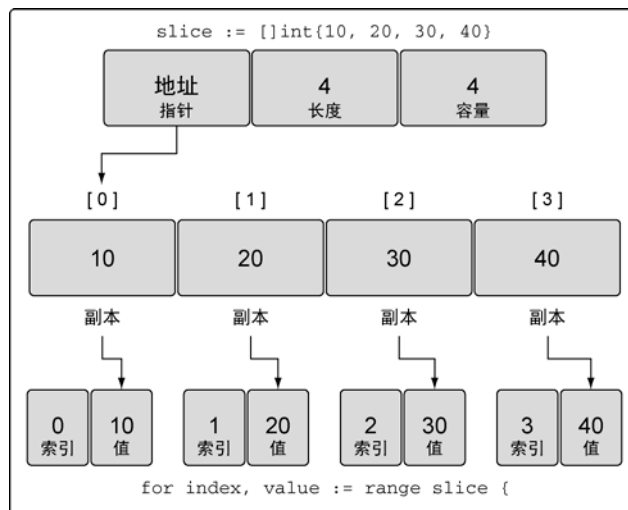 slice := []int{10, 20, 30, 40}
地址 4 4
指针 长度 容量
[0] [1] [2] [3]
10 20 30 40
副本 副本 副本 副本
0 10 1 20 2 30 3 40
索引 值 索引 值 索引 值 索引 值
for index, value := range slice {